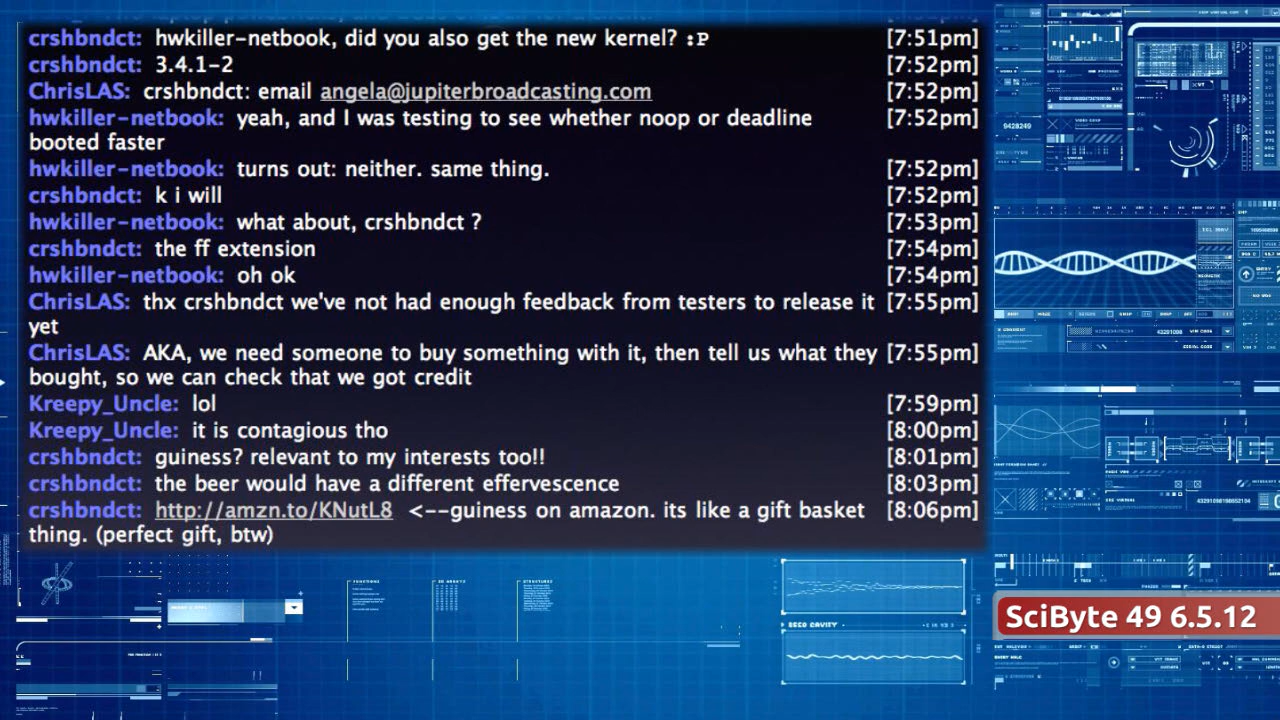 crshbndct: hwkiller-netbook, did you also get the new kernel? :P [7:51pm]
crshbndct: 3.4.1-2 [7:52pm]
ChrisLAS: crshbndct: email angela@jupiterbroadcasting.com [7:52pm]
hwkiller-netbook: yeah, and I was testing to see whether noop or deadline [7:52pm]
booted faster
hwkiller-netbook: turns out: neither. same thing. [7:52pm]
crshbndct: k i will [7:52pm]
hwkiller-netbook: what about, crshbndct ? [7:53pm]
crshbndct: the ff extension [7:54pm]
hwkiller-netbook: oh ok [7:54pm]
ChrisLAS: thx crshbndct we've not had enough feedback from testers to release it [7:55pm]
yet
ChrisLAS: AKA, we need someone to buy something with it, then tell us what they [7:55pm]
bought, so we can check that we got credit
Kreepy_Uncle: lol [7:59pm]
Kreepy_Uncle: it is contagious tho [8:00pm]
crshbndct: guiness? relevant to my interests too!! [8:01pm]
crshbndct: the beer would have a different effervescence [8:03pm]
crshbndct: http://amzn.to/KNutL8 <--guiness on amazon. its like a gift basket [8:06pm]
thing. (perfect gift, btw)
9428249
SciByte 49 6.5.12